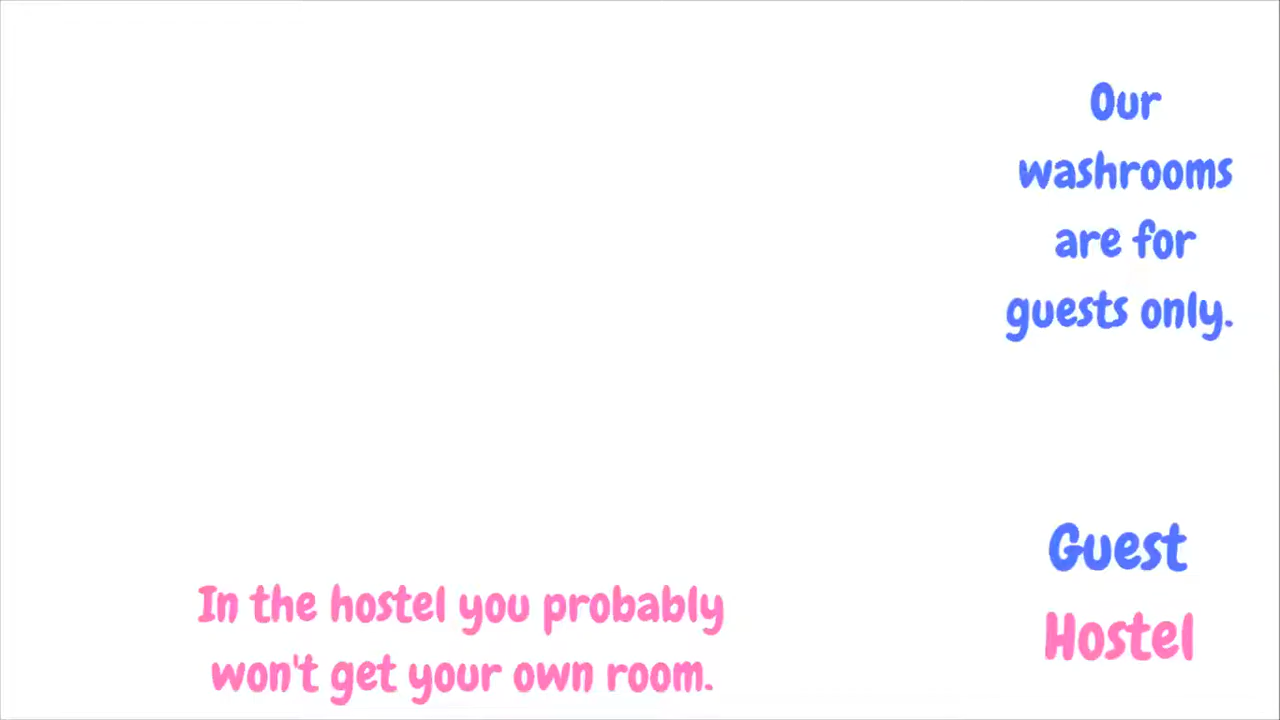 Our
washrooms
are for
guests only.
Guest
Hostel
In the hostel you probably
won't get your own room.